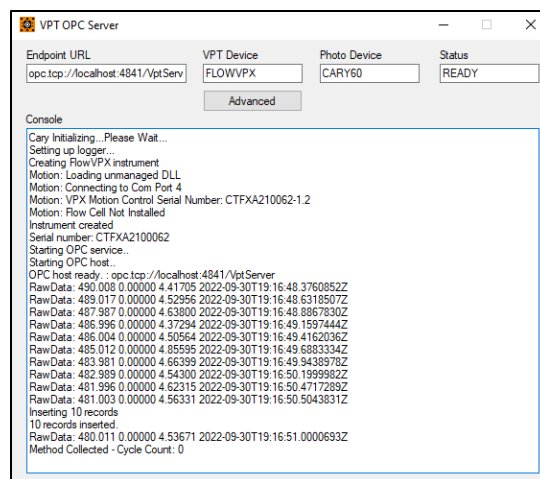 VPT OPC Server
Endpoint URL VPT Device Photo Device Status
opc.tcp://localhost:4841/VptServ FLOWVPX CARY60 READY
Advanced
Console
Cary Initializing...Please Wait...
Setting up logger...
Creating FlowVPX instrument
Motion: Loading unmanaged DLL
Motion: Connecting to Com Port 4
Motion: VPX Motion Control Serial Number: CTFXA210062-1.2
Motion: Flow Cell Not Installed
Instrument created
Serial number: CTFXA2100062
Starting OPC service..
Starting OPC host..
OPC host ready. : opc.tcp://localhost:4841/VptServer
RawData: 490.008 0.00000 4.41705 2022-09-30T19:16:48.3760852Z
RawData: 489.017 0.00000 4.52956 2022-09-30T19:16:48.6318507Z
RawData: 487.987 0.00000 4.63800 2022-09-30T19:16:48.8867830Z
RawData: 486.996 0.00000 4.37294 2022-09-30T19:16:49.1597444Z
RawData: 486.004 0.00000 4.50564 2022-09-30T19:16:49.4162036Z
RawData: 485.012 0.00000 4.85595 2022-09-30T19:16:49.6883334Z
RawData: 483.981 0.00000 4.66399 2022-09-30T19:16:49.9438978Z
RawData: 482.989 0.00000 4.54300 2022-09-30T19:16:50.1999982Z
RawData: 481.996 0.00000 4.62315 2022-09-30T19:16:50.4717289Z
RawData: 481.003 0.00000 4.56331 2022-09-30T19:16:50.5043831Z
Inserting 10 records
10 records inserted.
RawData: 480.011 0.00000 4.53671 2022-09-30T19:16:51.0000693Z
Method Collected - Cycle Count: 0